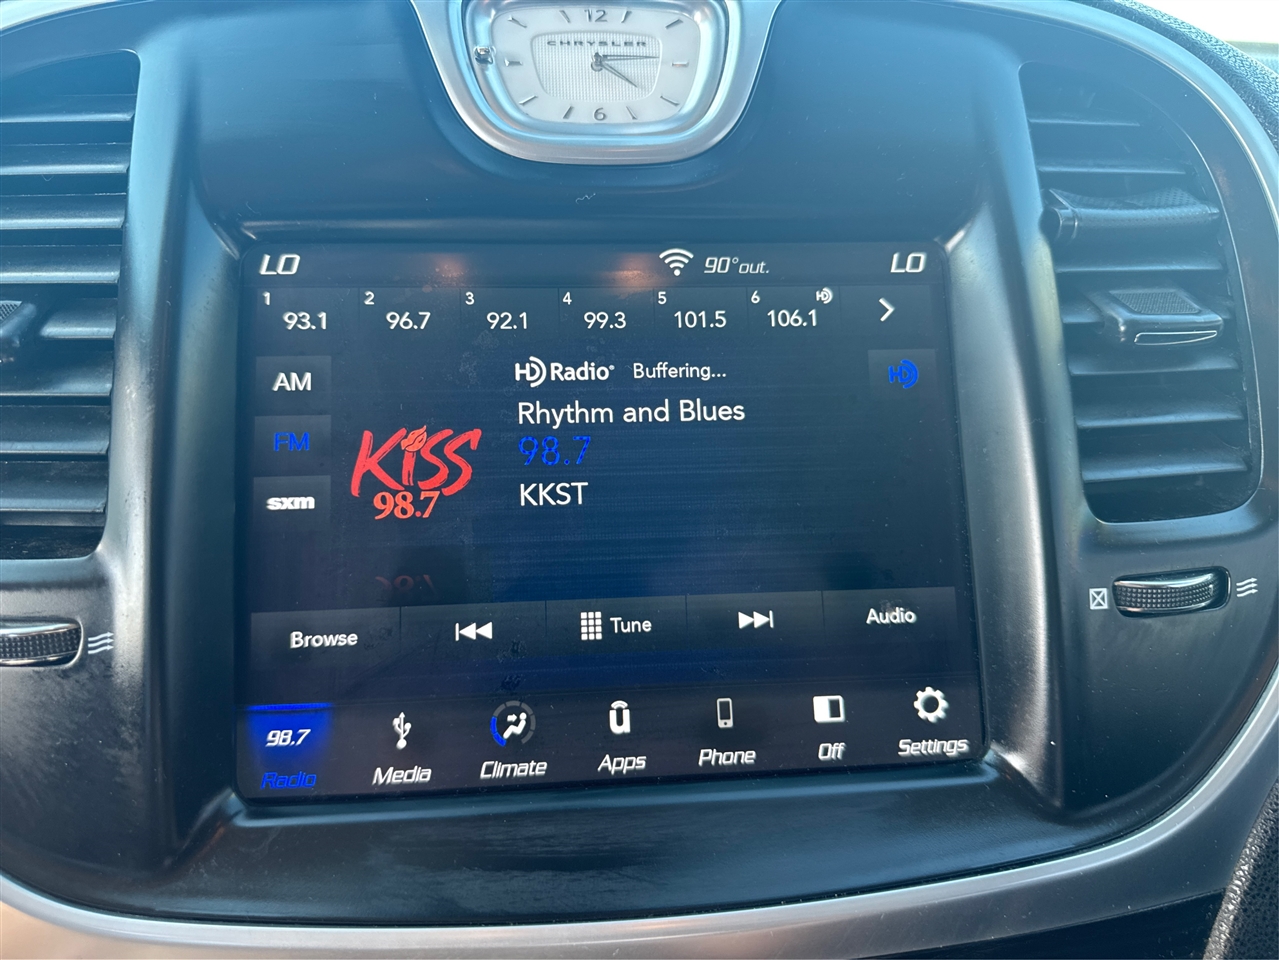 12
CHRYSLER
6
LO 90° out. LO
1 2 3 4 5 6 HD
93.1 96.7 92.1 99.3 101.5 106.1
AM
FM
sxm
KiSS
98.7
HD Radio Buffering...
HD
Rhythm and Blues
98.7
KKST
Browse Tune Audio
98.7
Radio Media Climate Apps Phone Off Settings